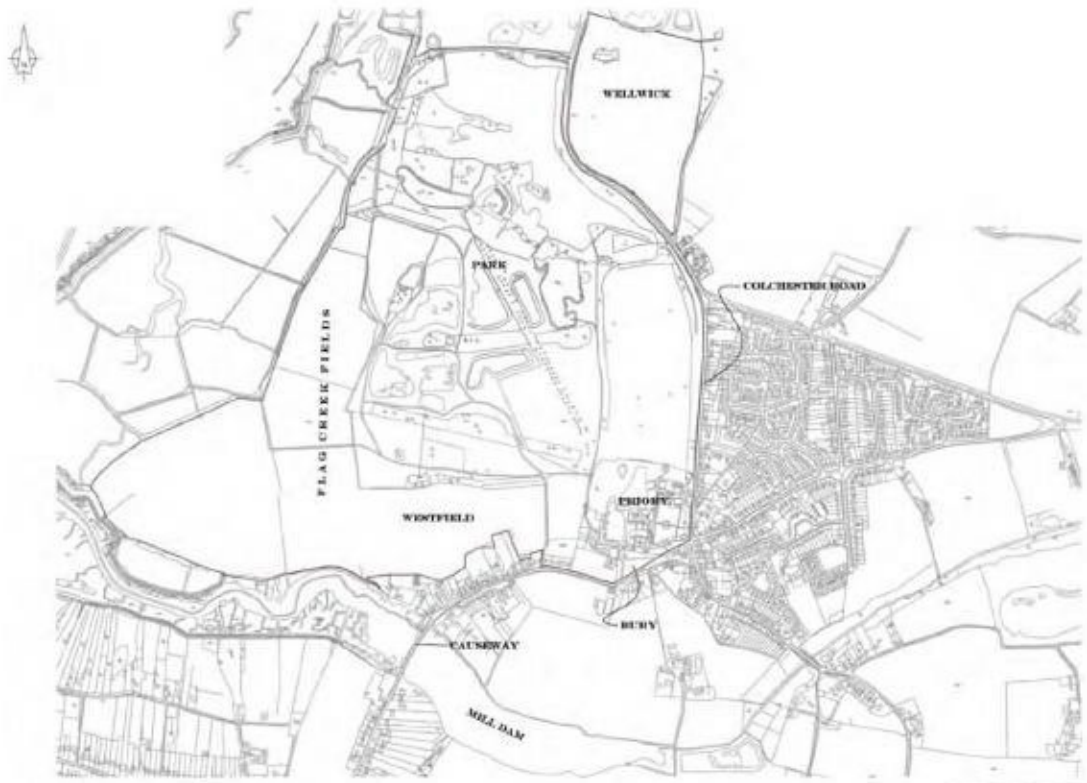 WELLWICK
PARK
COLCHESTER ROAD
FLAG CREEK FIELDS
PRIORY
WESTFIELD
BURY
CAUSEWAY
MILL DAM